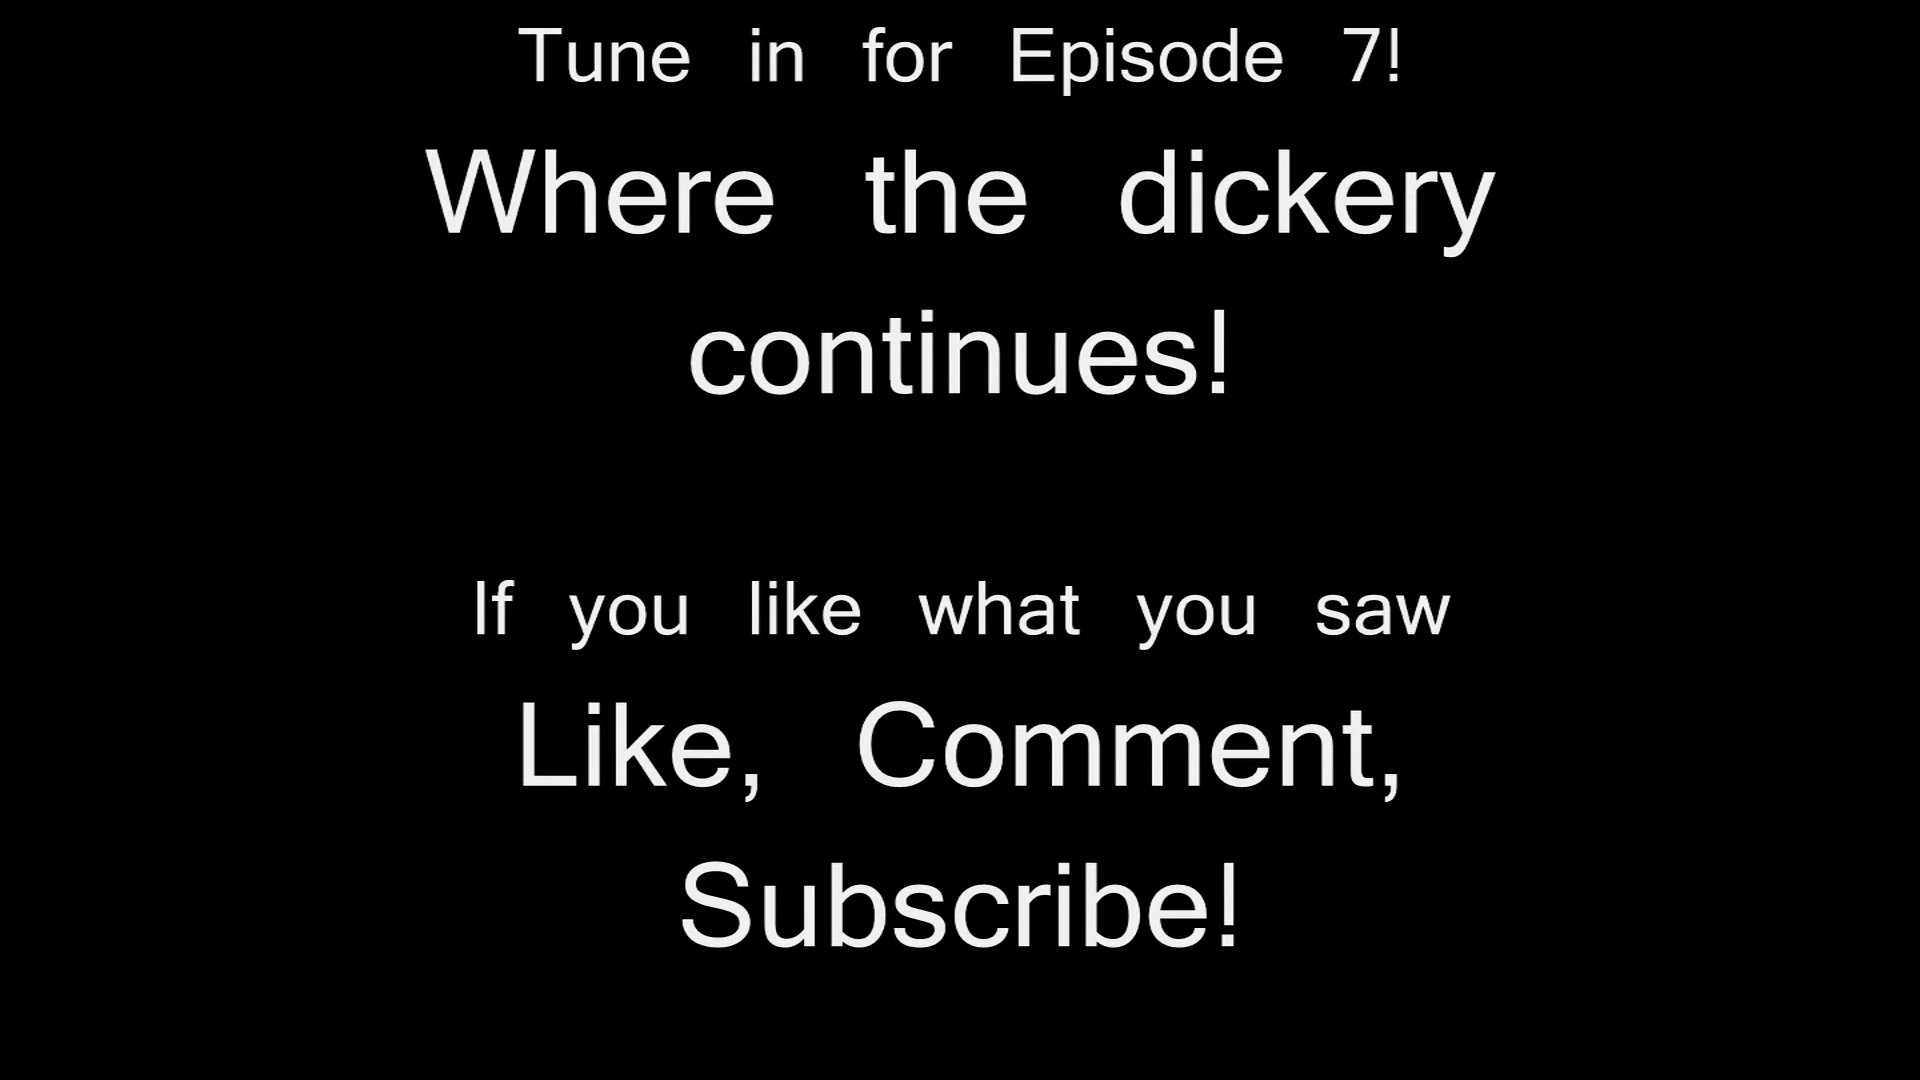 Tune in for Episode 7!
Where the dickery
continues!
If you like what you saw
Like, Comment,
Subscribe!